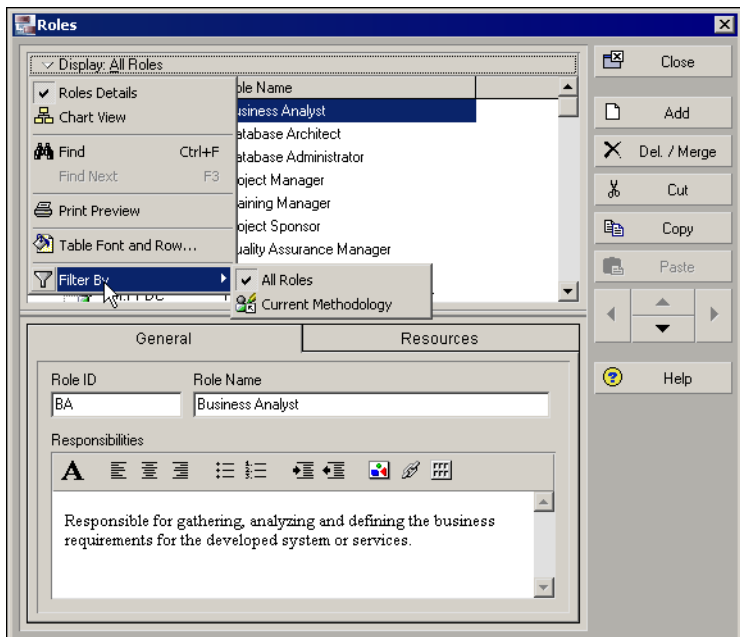 Roles
Display: All Roles
Close
Roles Details
Chart View
Find Ctrl+F
Find Next F3
Print Preview
Table Font and Row...
Filter By
ole Name
usiness Analyst
atabase Architect
atabase Administrator
oject Manager
aining Manager
oject Sponsor
uality Assurance Manager
All Roles
Current Methodology
Add
Del. / Merge
Cut
Copy
Paste
Help
General Resources
Role ID Role Name
BA Business Analyst
Responsibilities
A
Responsible for gathering, analyzing and defining the business
requirements for the developed system or services.